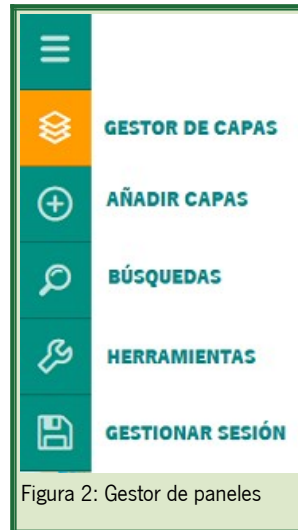 GESTOR DE CAPAS
AÑADIR CAPAS
BÚSQUEDAS
HERRAMIENTAS
GESTIONAR SESIÓN
Figura 2: Gestor de paneles